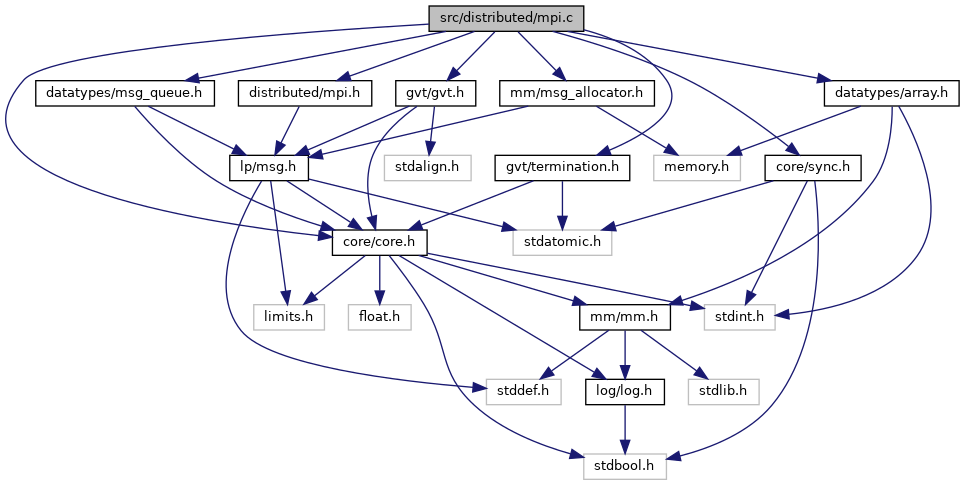 src/distributed/mpi.c
datatypes/msg_queue.h
distributed/mpi.h
gvt/gvt.h
mm/msg_allocator.h
datatypes/array.h
lp/msg.h
stdalign.h
gvt/termination.h
memory.h
core/sync.h
core/core.h
stdatomic.h
limits.h
float.h
mm/mm.h
stdint.h
stddef.h
log/log.h
stdlib.h
stdbool.h